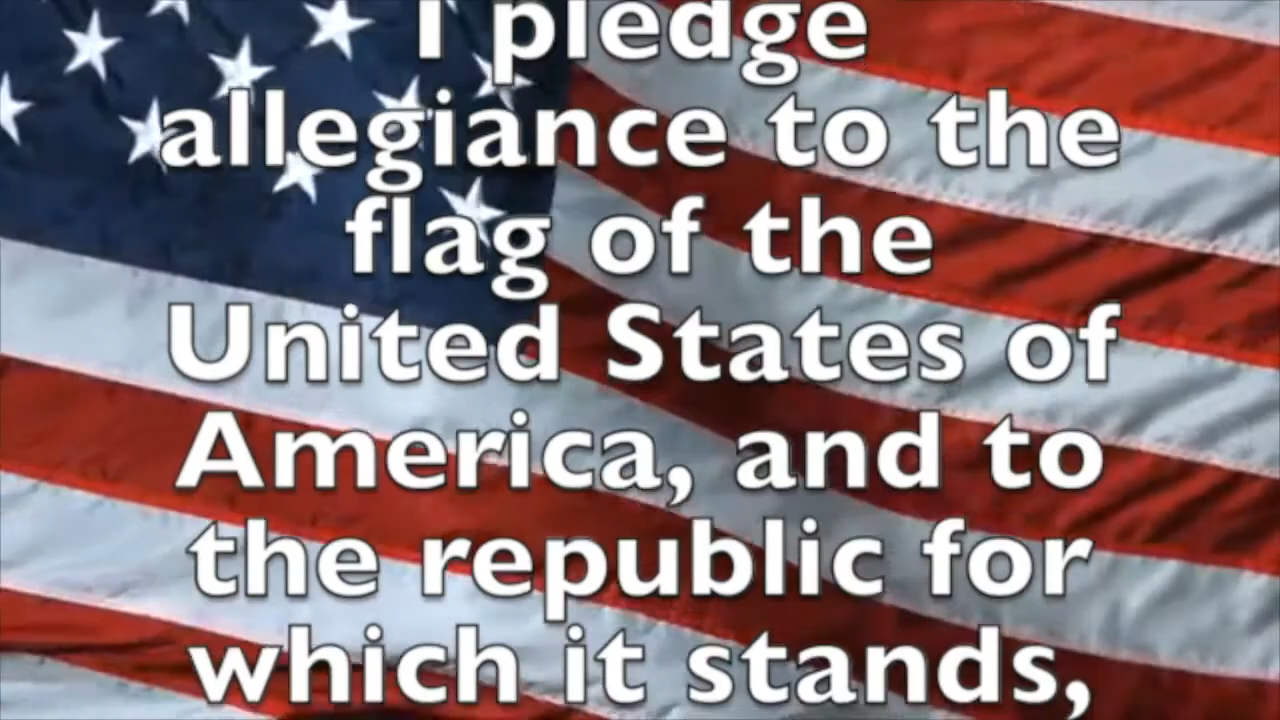 I pledge
allegiance to the
flag of the
United States of
America, and to
the republic for
which it stands,